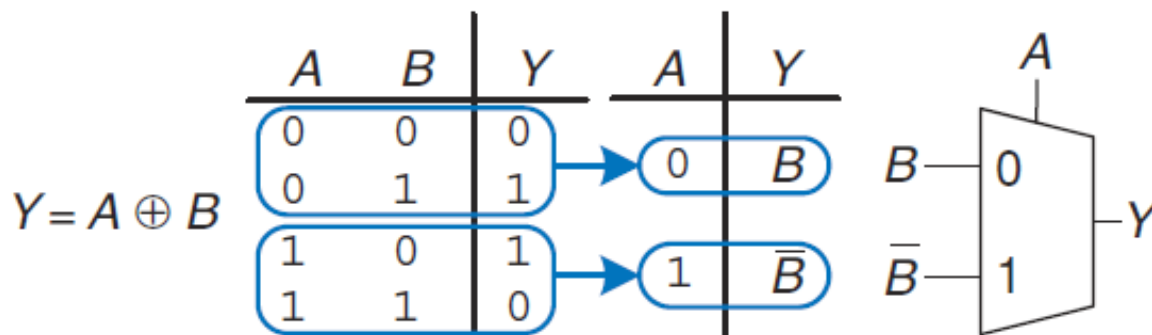 A B Y
0 0 0
0 1 1
1 0 1
1 1 0
Y = A ⊕ B
A Y
0 B
1 B̅
A
B 0
B̅ 1
Y